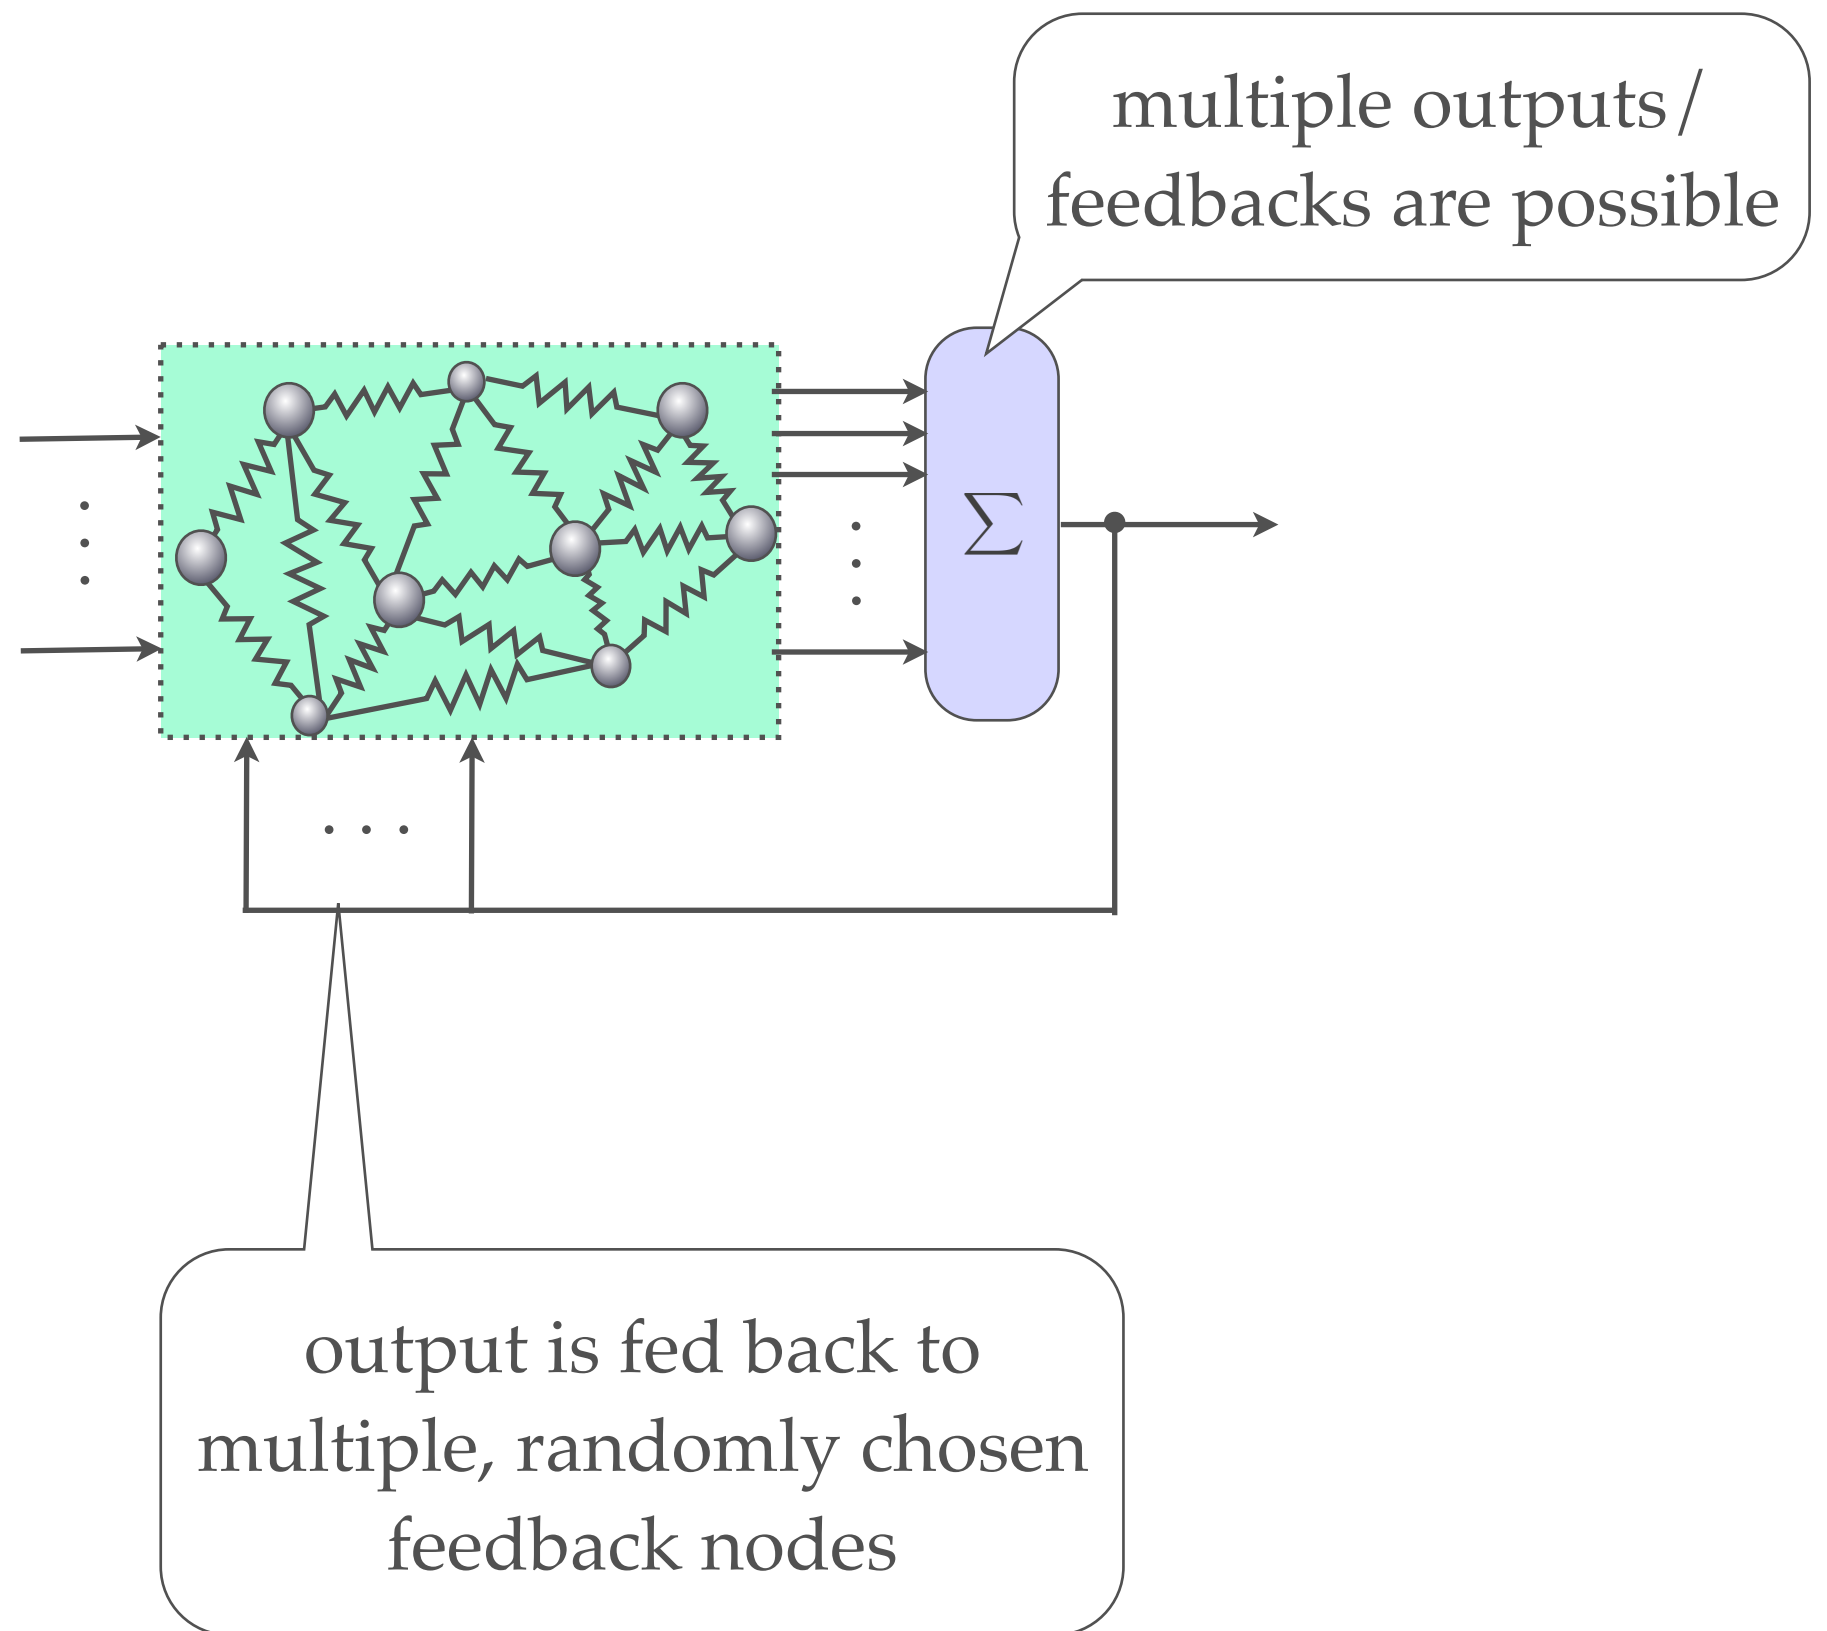 multiple outputs/
feedbacks are possible
Σ
output is fed back to
multiple, randomly chosen
feedback nodes